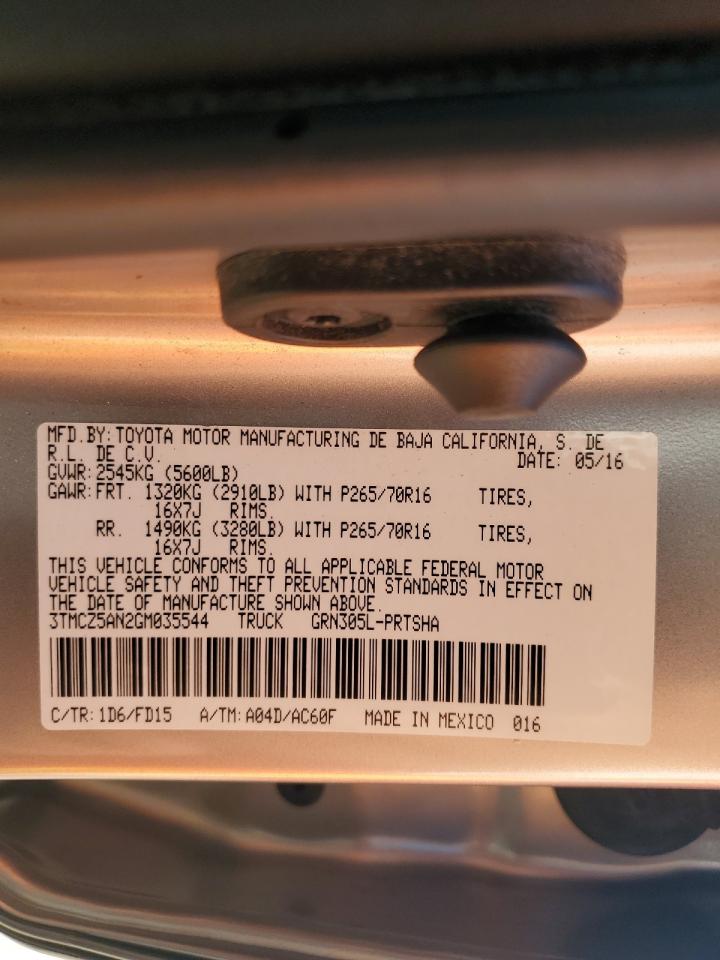 MFD.BY:TOYOTA MOTOR MANUFACTURING DE BAJA CALIFORNIA, S. DE
R.L. DE C.V. DATE: 05/16
GVWR:2545KG (5600LB)
GAWR:FRT. 1320KG (2910LB) WITH P265/70R16 TIRES,
16X7J RIMS.
RR. 1490KG (3280LB) WITH P265/70R16 TIRES,
16X7J RIMS.
THIS VEHICLE CONFORMS TO ALL APPLICABLE FEDERAL MOTOR
VEHICLE SAFETY AND THEFT PREVENTION STANDARDS IN EFFECT ON
THE DATE OF MANUFACTURE SHOWN ABOVE.
3TMCZ5AN2GM035544 TRUCK GRN305L-PRTSHA
C/TR:1D6/FD15 A/TM:A04D/AC60F MADE IN MEXICO 016